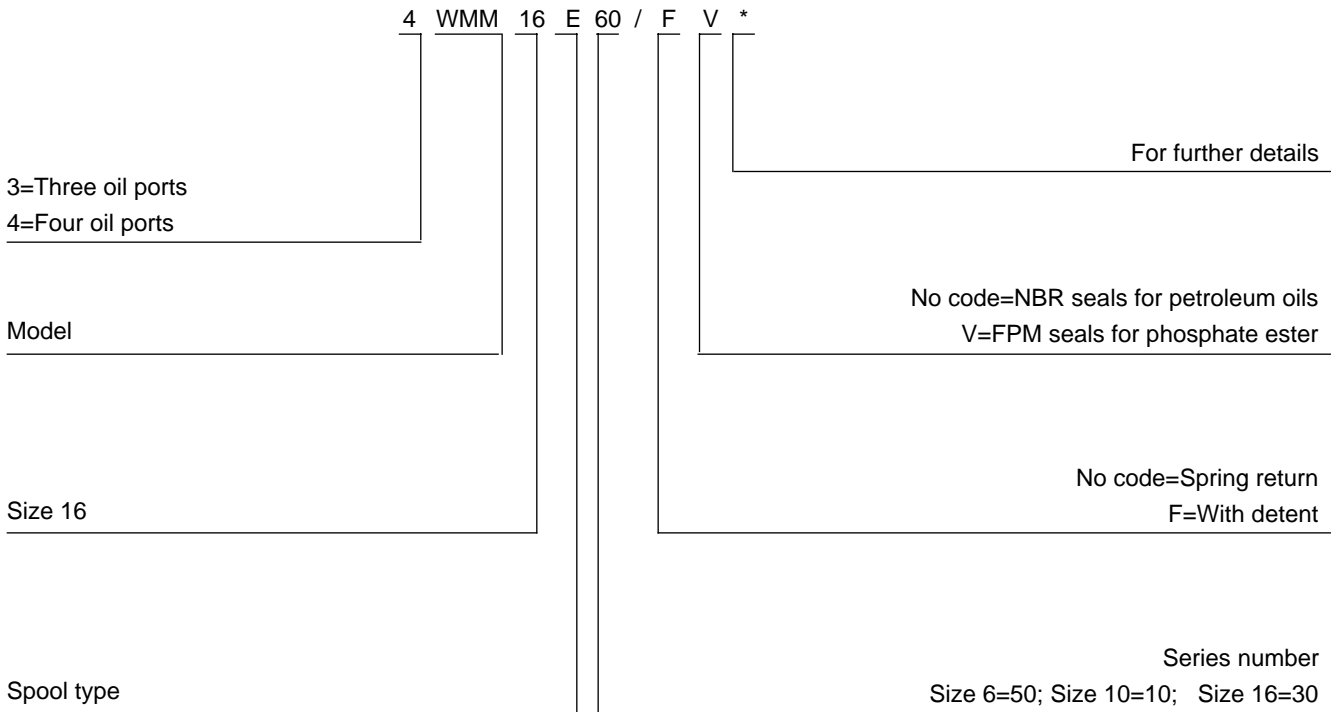 4 WMM 16 E 60 / F V *
For further details
3=Three oil ports
4=Four oil ports
No code=NBR seals for petroleum oils
Model
V=FPM seals for phosphate ester
No code=Spring return
Size 16
F=With detent
Series number
Spool type
Size 6=50; Size 10=10; Size 16=30